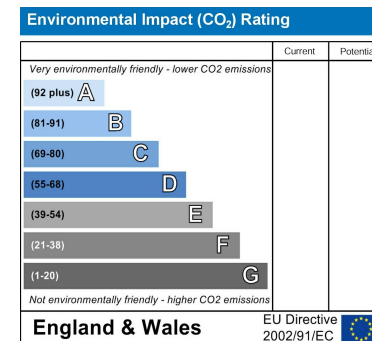 Environmental Impact (CO₂) Rating
Current Potentia
Very environmentally friendly - lower CO2 emissions
(92 plus) A
(81-91) B
(69-80) C
(55-68) D
(39-54) E
(21-38) F
(1-20) G
Not environmentally friendly - higher CO2 emissions
England & Wales
EU Directive
2002/91/EC